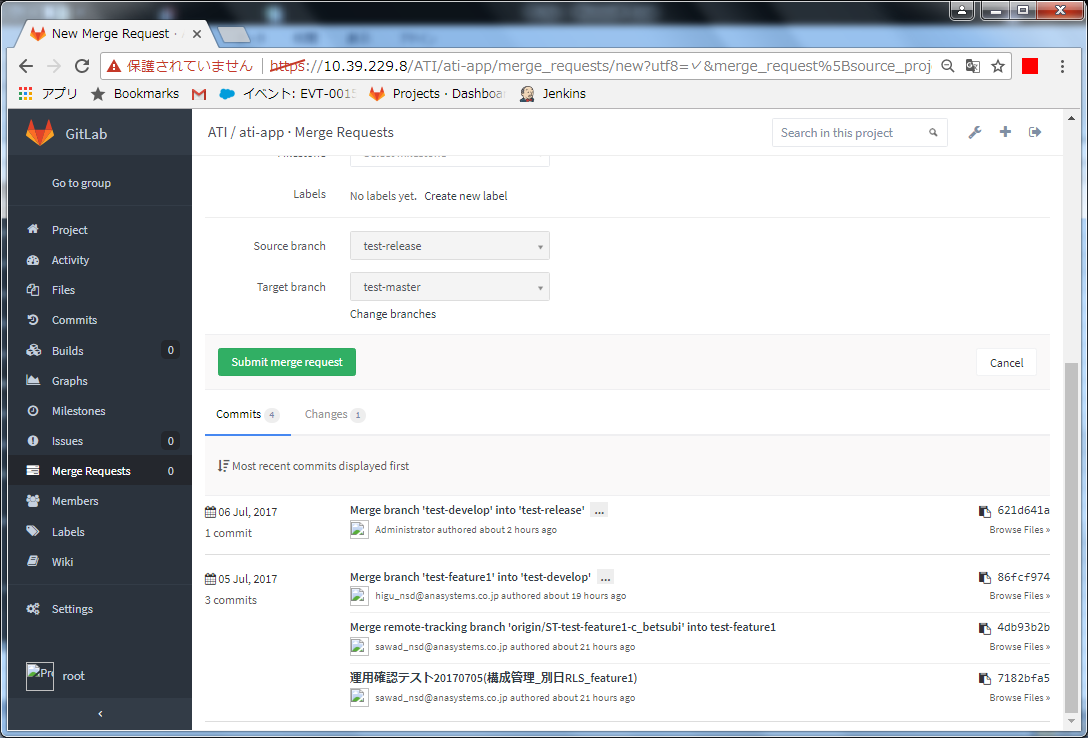 New Merge Request ·
保護されていません https://10.39.229.8/ATI/ati-app/merge_requests/new?utf8=✓&merge_request%5Bsource_proj
アプリ Bookmarks イベント: EVT-0015 Projects · Dashboar Jenkins
GitLab
ATI / ati-app · Merge Requests
Search in this project
Go to group
Project
Activity
Files
Commits
Builds 0
Graphs
Milestones
Issues 0
Merge Requests 0
Members
Labels
Wiki
Settings
Pr
root
Milestone Select milestone
Labels No labels yet. Create new label
Source branch test-release
Target branch test-master
Change branches
Submit merge request Cancel
Commits 4 Changes 1
Most recent commits displayed first
06 Jul, 2017
1 commit
Merge branch 'test-develop' into 'test-release' ... 621d641a
Administrator authored about 2 hours ago Browse Files »
05 Jul, 2017
3 commits
Merge branch 'test-feature1' into 'test-develop' ... 86fcf974
higu_nsd@anasystems.co.jp authored about 19 hours ago Browse Files »
Merge remote-tracking branch 'origin/ST-test-feature1-c_betsubi' into test-feature1 4db93b2b
sawad_nsd@anasystems.co.jp authored about 21 hours ago Browse Files »
運用確認テスト20170705(構成管理_別日RLS_feature1) 7182bfa5
sawad_nsd@anasystems.co.jp authored about 21 hours ago Browse Files »